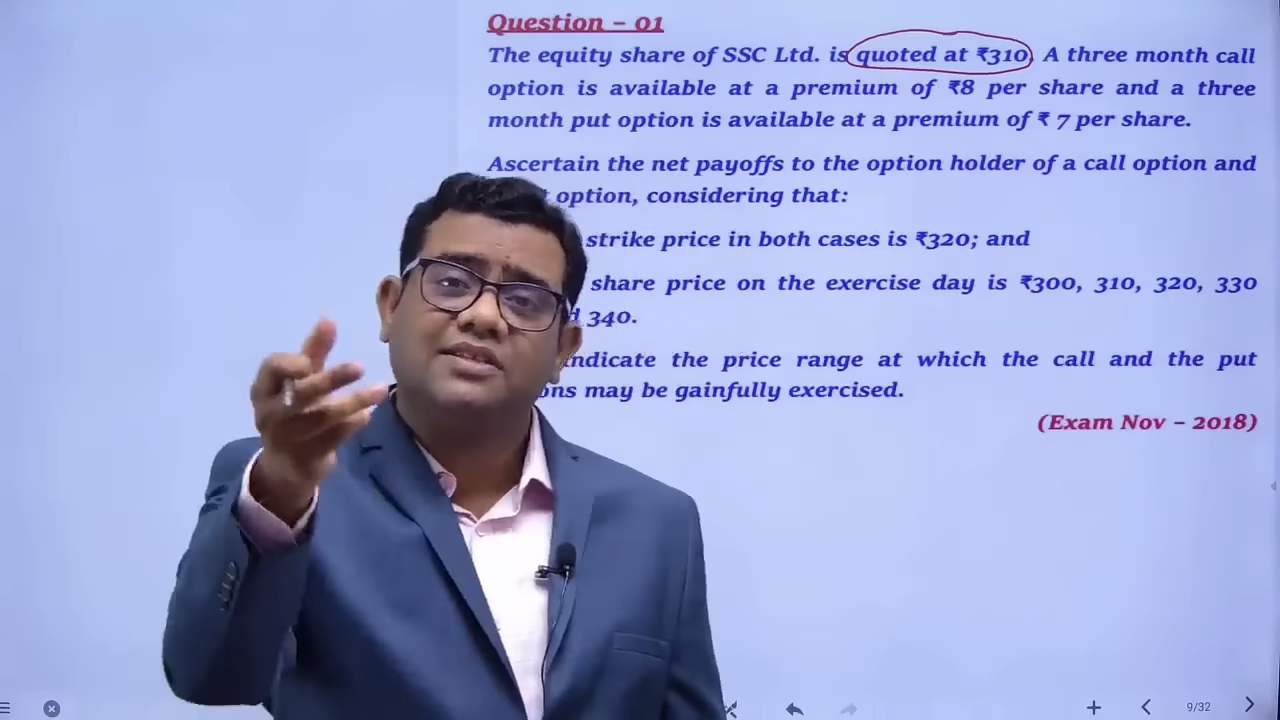 Question – 01
The equity share of SSC Ltd. is quoted at ₹310. A three month call
option is available at a premium of ₹8 per share and a three
month put option is available at a premium of ₹ 7 per share.
Ascertain the net payoffs to the option holder of a call option and
option, considering that:
strike price in both cases is ₹320; and
share price on the exercise day is ₹300, 310, 320, 330
340.
indicate the price range at which the call and the put
may be gainfully exercised.
(Exam Nov – 2018)
9/32